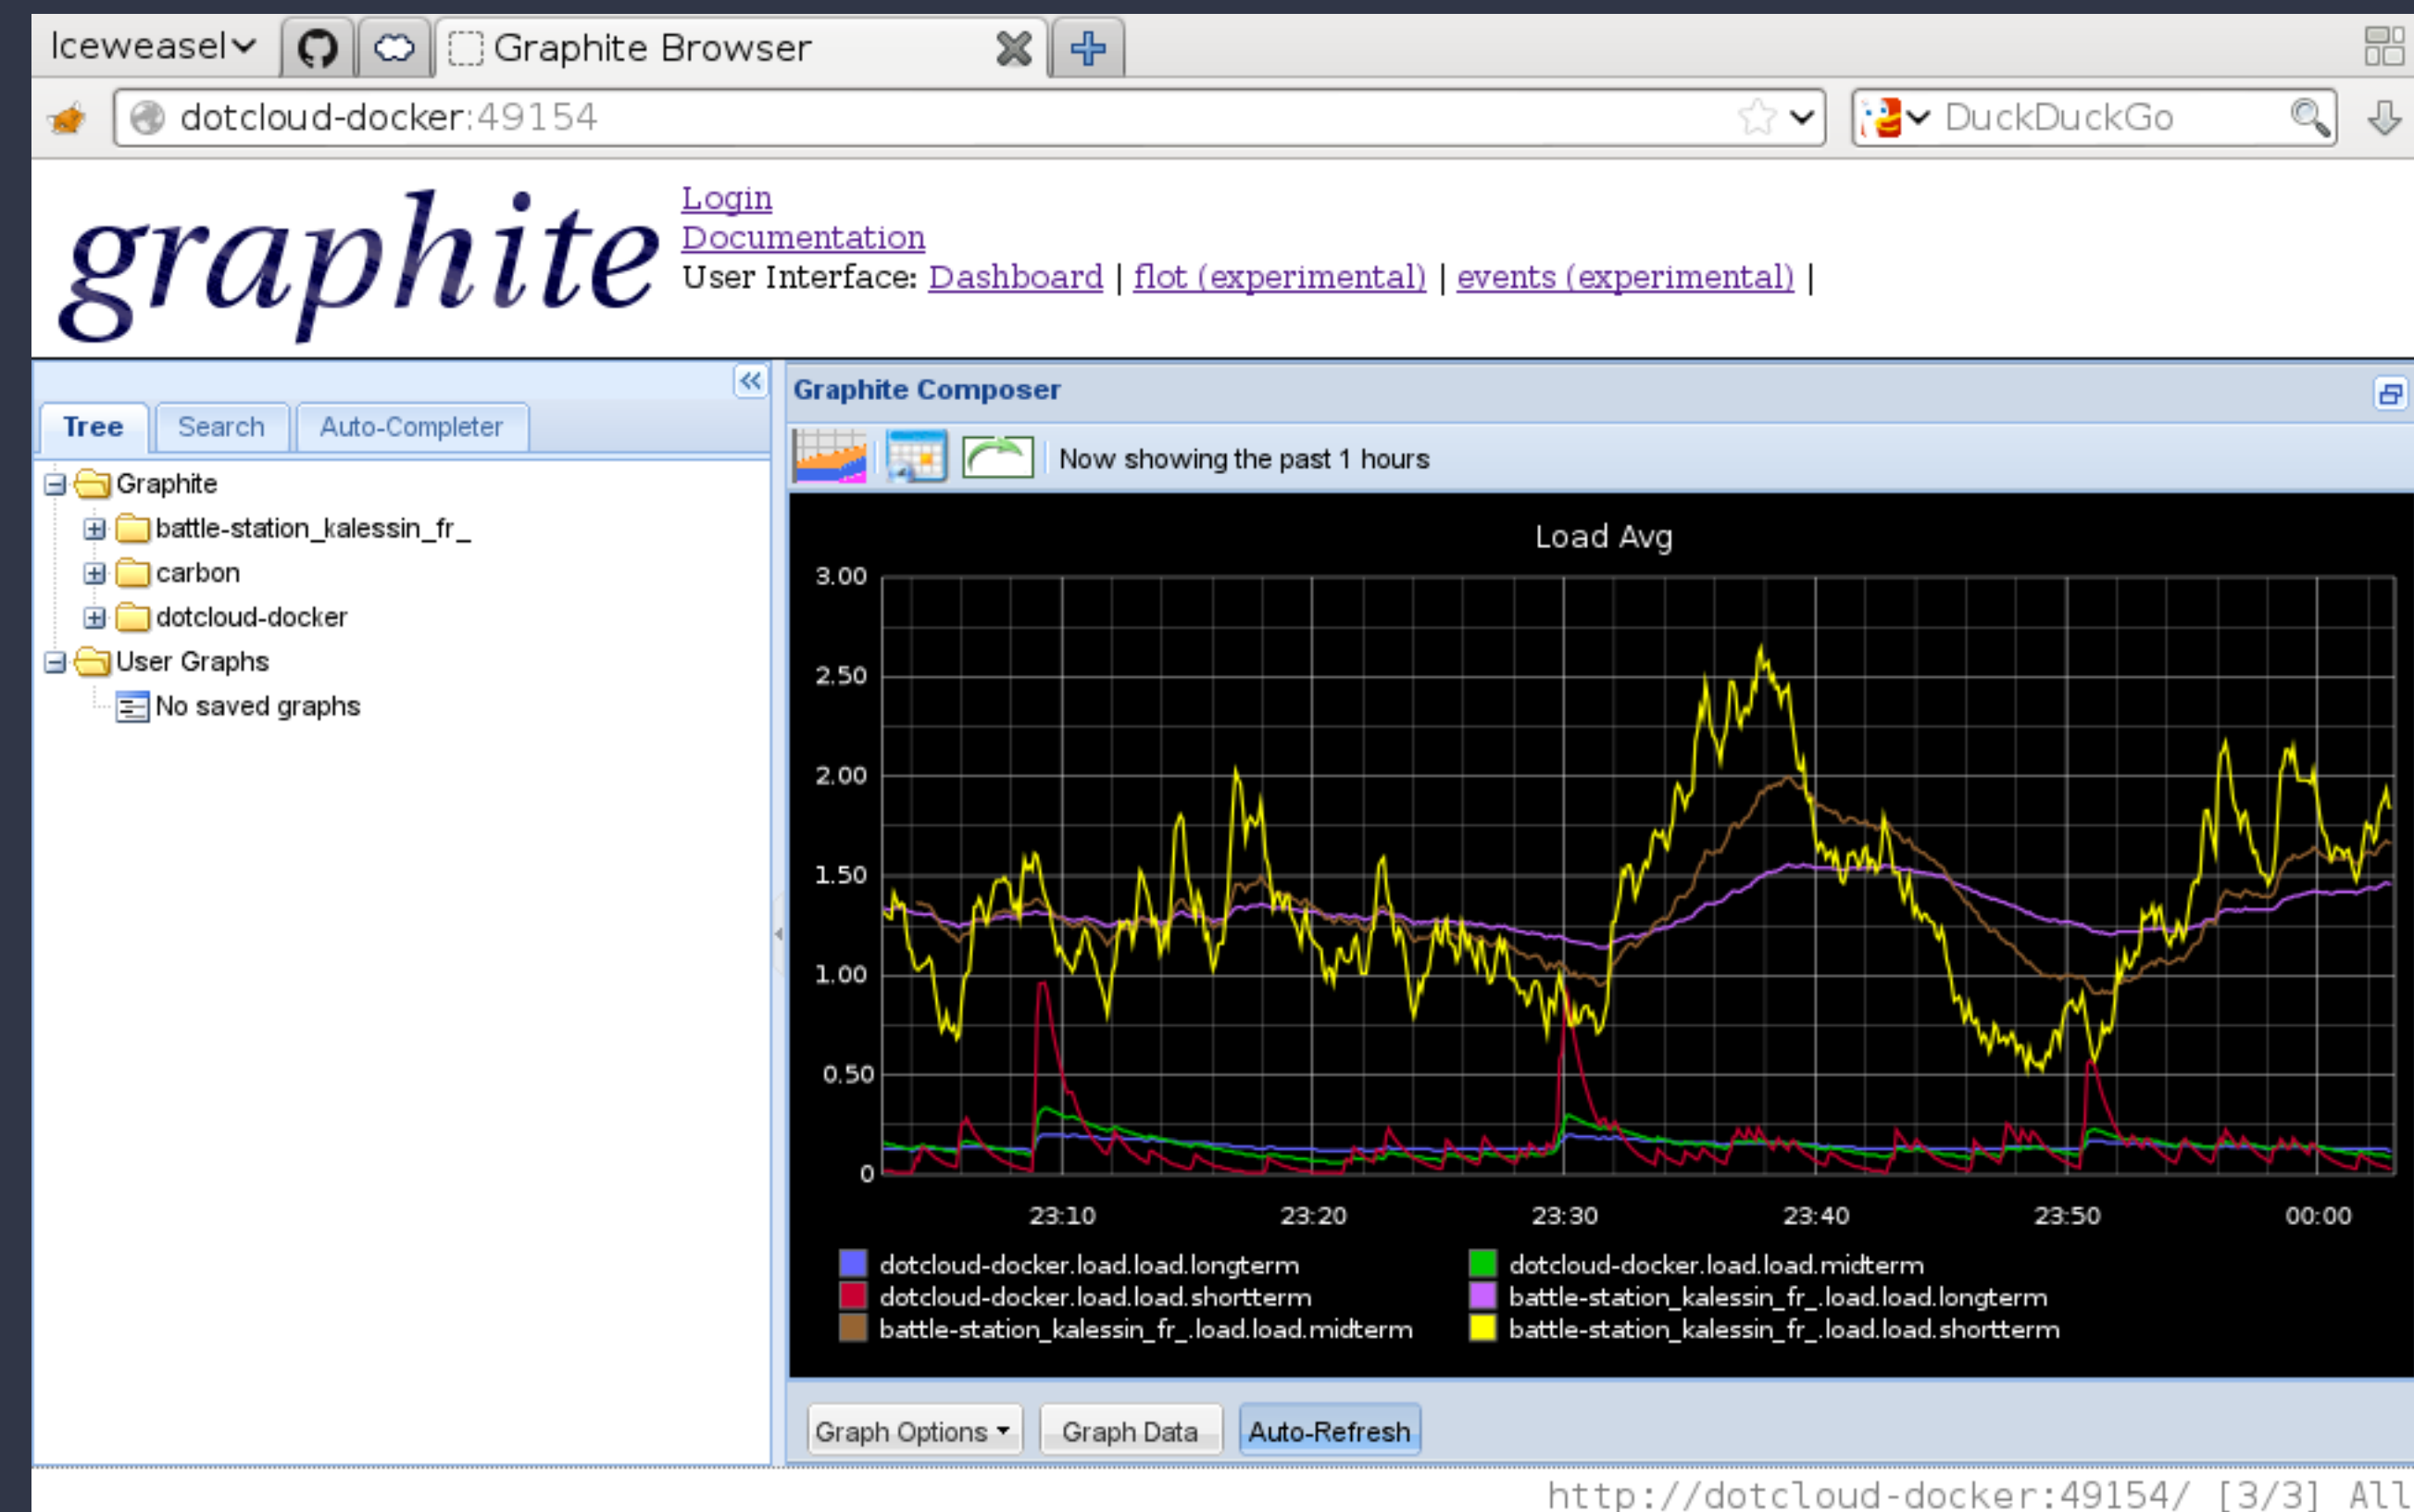 Iceweasel
Graphite Browser
dotcloud-docker:49154
DuckDuckGo
graphite
Login
Documentation
User Interface: Dashboard | flot (experimental) | events (experimental) |
Tree Search Auto-Completer
Graphite
battle-station_kalessin_fr_
carbon
dotcloud-docker
User Graphs
No saved graphs
Graphite Composer
Now showing the past 1 hours
Load Avg
3.00
2.50
2.00
1.50
1.00
0.50
0
23:10 23:20 23:30 23:40 23:50 00:00
dotcloud-docker.load.load.longterm dotcloud-docker.load.load.midterm
dotcloud-docker.load.load.shortterm battle-station_kalessin_fr_.load.load.longterm
battle-station_kalessin_fr_.load.load.midterm battle-station_kalessin_fr_.load.load.shortterm
Graph Options Graph Data Auto-Refresh
http://dotcloud-docker:49154/ [3/3] All